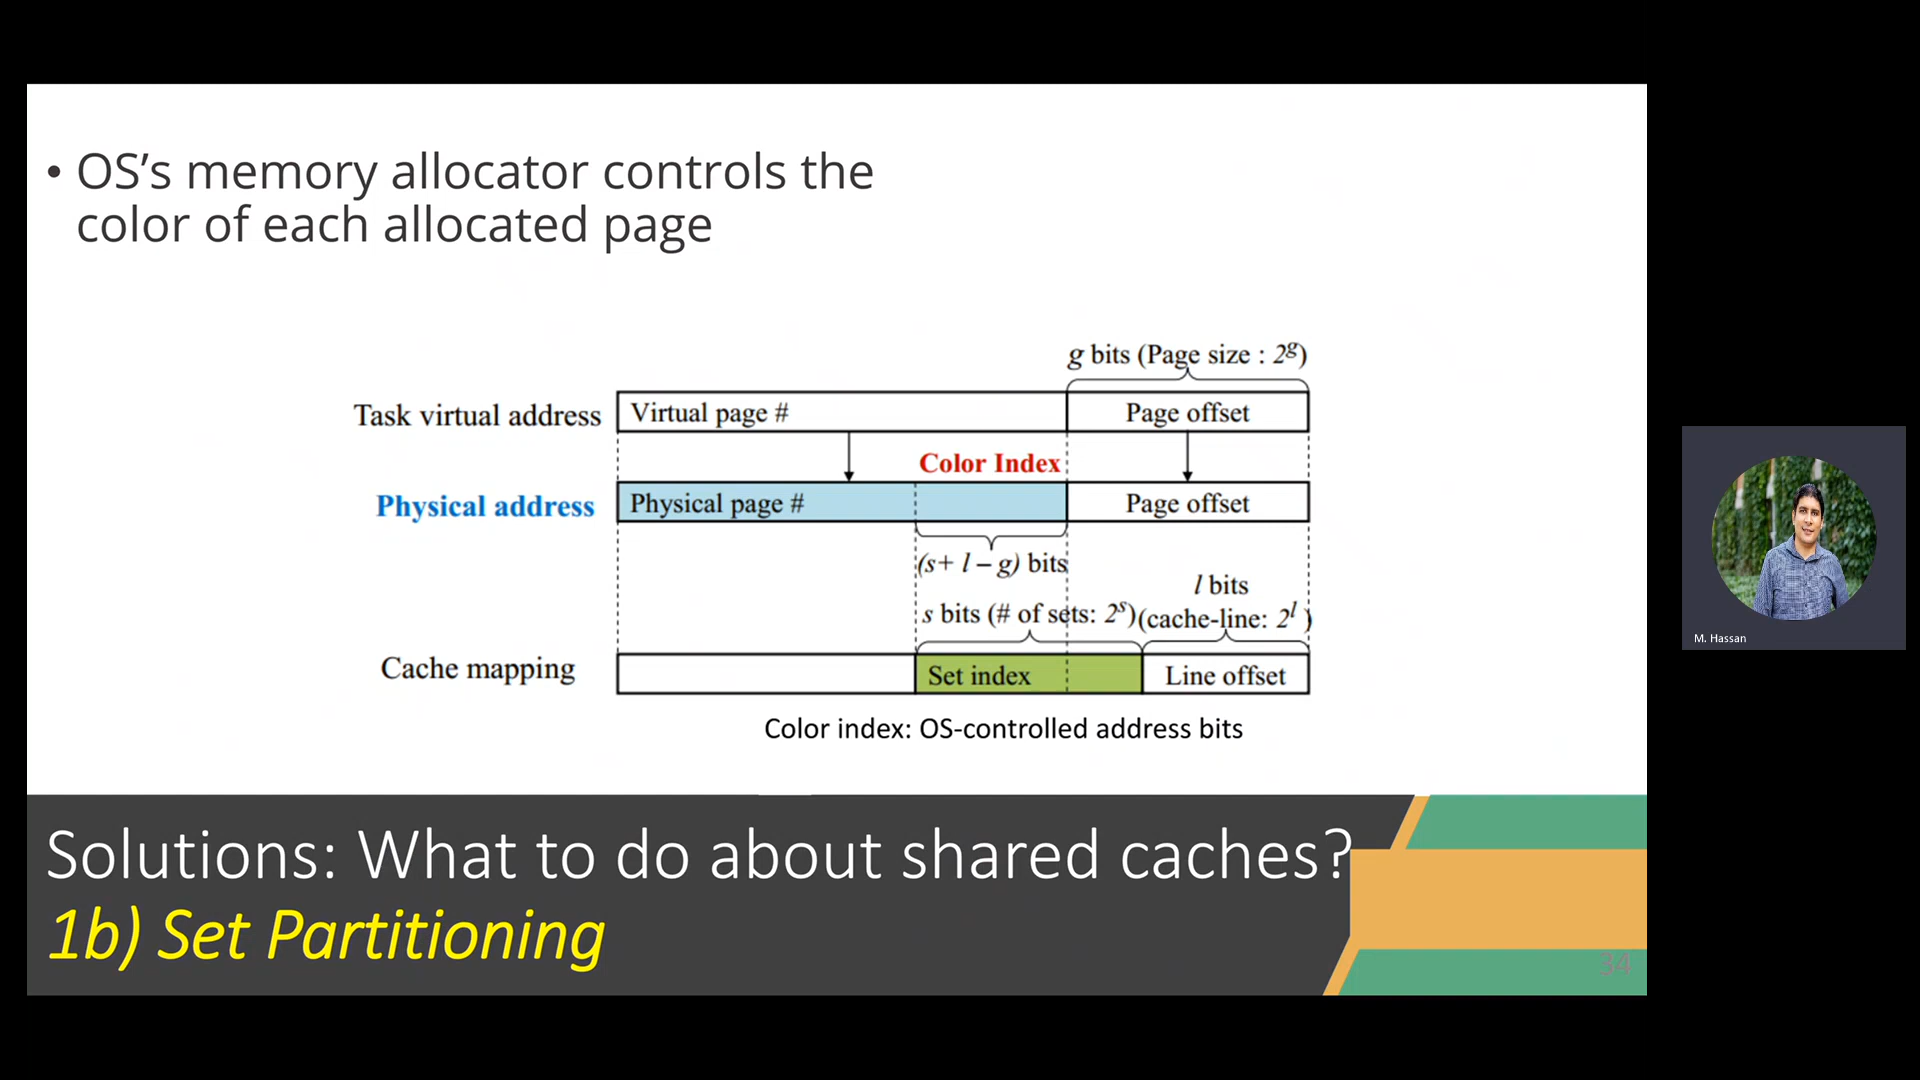 • OS’s memory allocator controls the
color of each allocated page
g bits (Page size : 2^g)
Task virtual address
Virtual page #
Page offset
Color Index
Physical address
Physical page #
Page offset
(s+ l – g) bits
l bits
s bits (# of sets: 2^s)
(cache-line: 2^l )
Cache mapping
Set index
Line offset
Color index: OS-controlled address bits
Solutions: What to do about shared caches?
1b) Set Partitioning
34
M. Hassan